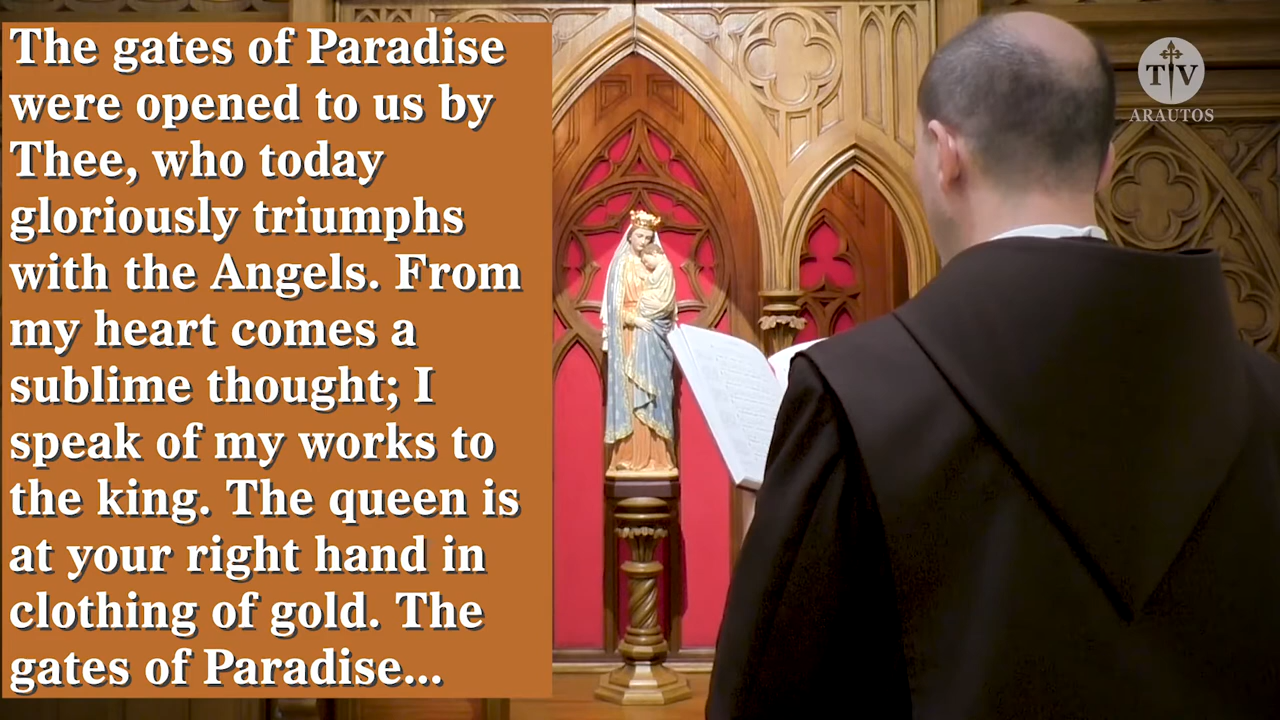 The gates of Paradise
were opened to us by
Thee, who today
gloriously triumphs
with the Angels. From
my heart comes a
sublime thought; I
speak of my works to
the king. The queen is
at your right hand in
clothing of gold. The
gates of Paradise...
TV
ARAUTOS